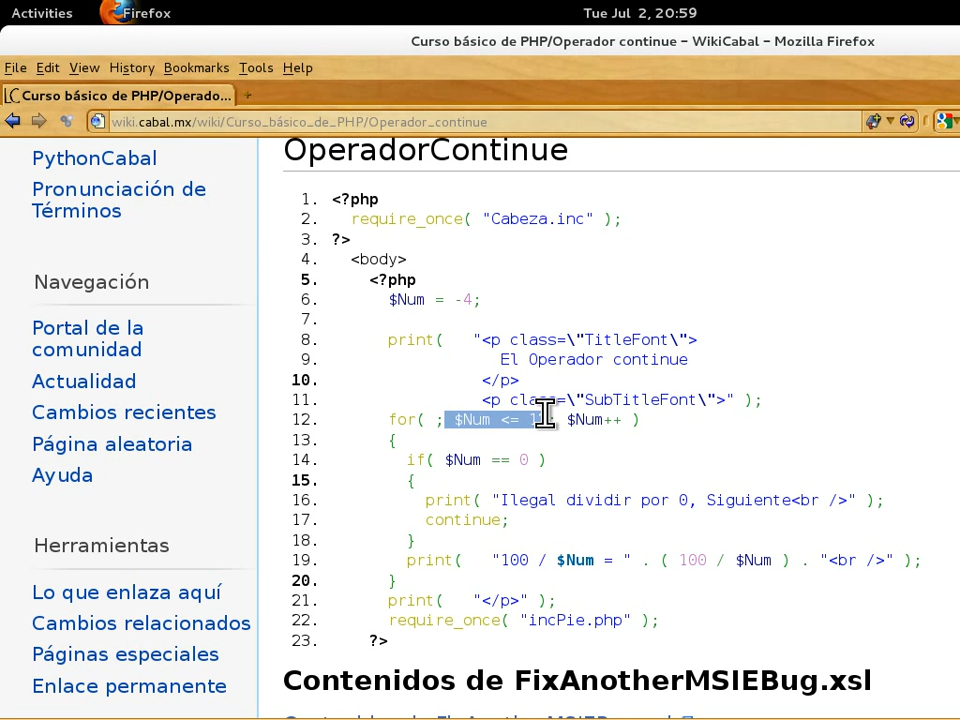 Activities Firefox Tue Jul 2, 20:59
Curso básico de PHP/Operador continue – WikiCabal – Mozilla Firefox
File Edit View History Bookmarks Tools Help
Curso básico de PHP/Operado...
wiki.cabal.mx/wiki/Curso_básico_de_PHP/Operador_continue
PythonCabal
Pronunciación de
Términos
Navegación
Portal de la
comunidad
Actualidad
Cambios recientes
Página aleatoria
Ayuda
Herramientas
Lo que enlaza aquí
Cambios relacionados
Páginas especiales
Enlace permanente
OperadorContinue
1. <?php
2. require_once( "Cabeza.inc" );
3. ?>
4. <body>
5. <?php
6. $Num = -4;
7.
8. print( "<p class=\"TitleFont\">
9. El Operador continue
10. </p>
11. <p class=\"SubTitleFont\">" );
12. for( ; $Num <= $Num++ )
13. {
14. if( $Num == 0 )
15. {
16. print( "Ilegal dividir por 0, Siguiente<br />" );
17. continue;
18. }
19. print( "100 / $Num = " . ( 100 / $Num ) . "<br />" );
20. }
21. print( "</p>" );
22. require_once( "incPie.php" );
23. ?>
Contenidos de FixAnotherMSIEBug.xsl